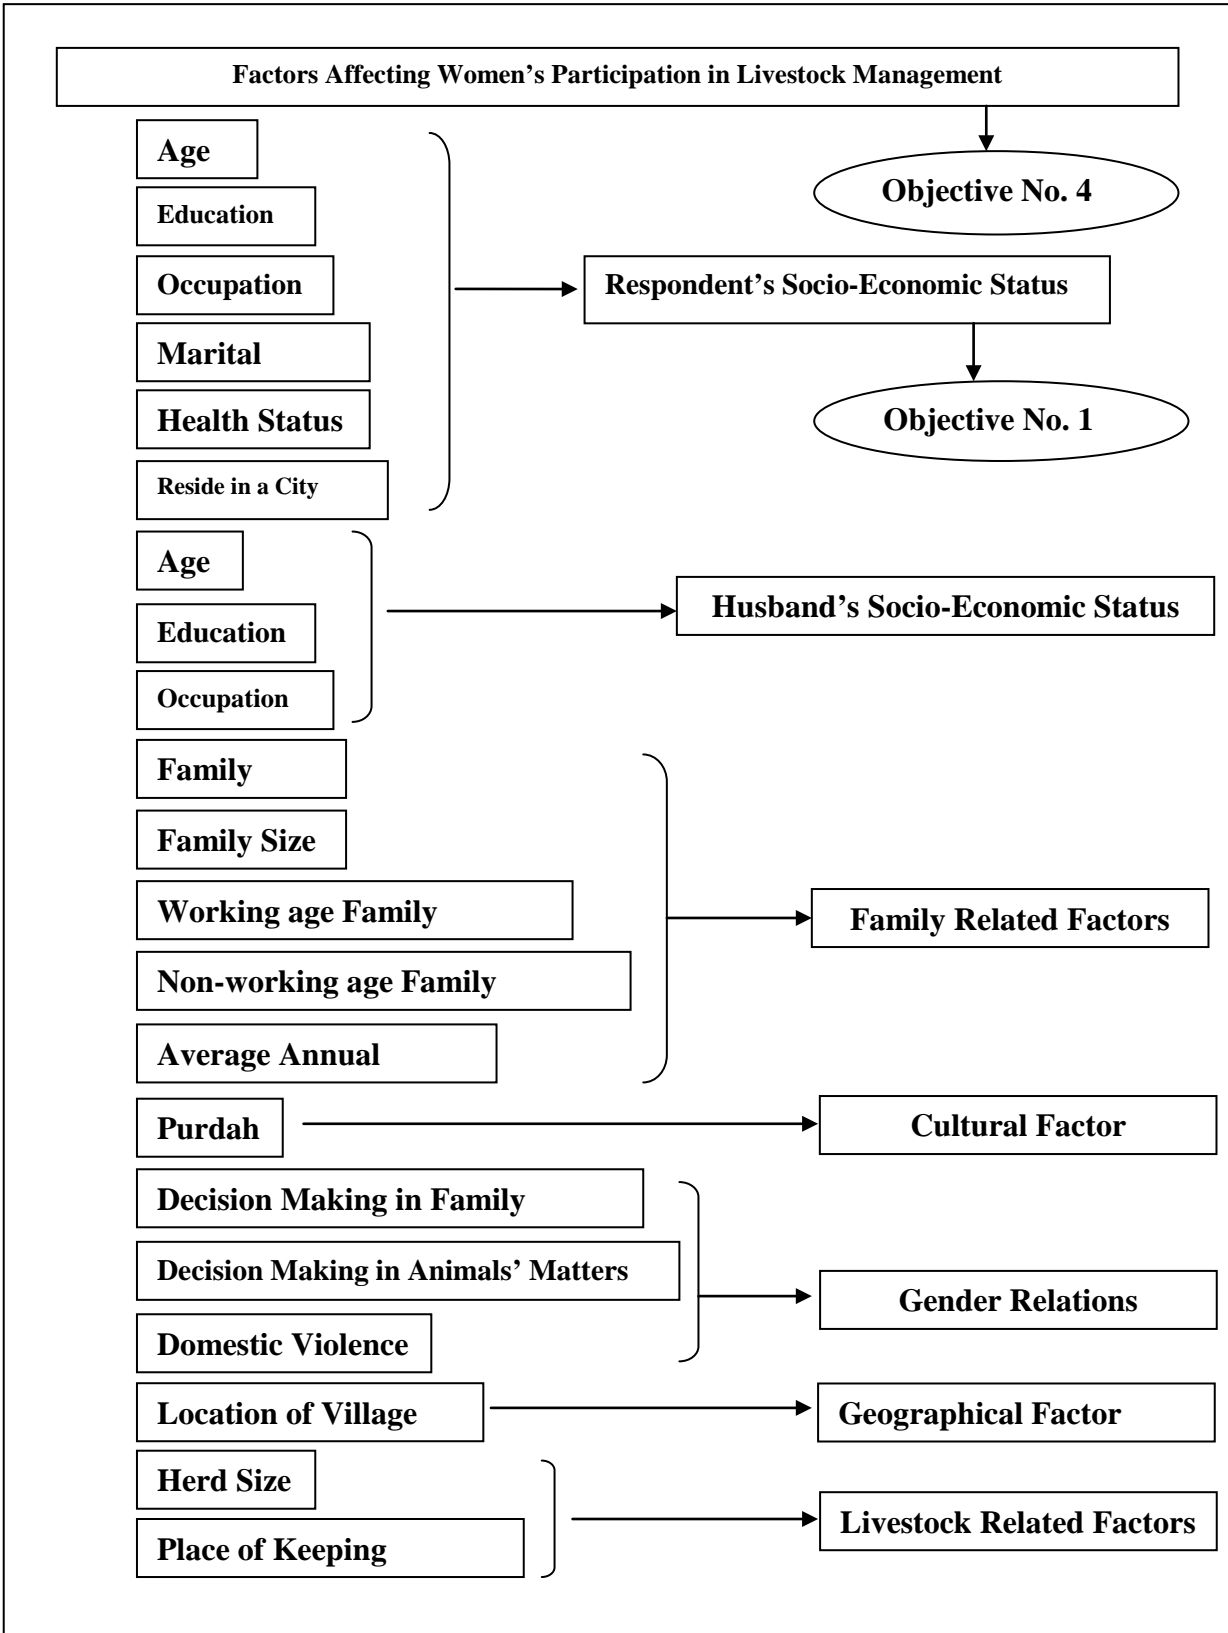 Factors Affecting Women’s Participation in Livestock Management
Age
Objective No. 4
Education
Occupation
Respondent’s Socio-Economic Status
Marital
Health Status
Objective No. 1
Reside in a City
Age
Husband’s Socio-Economic Status
Education
Occupation
Family
Family Size
Working age Family
Family Related Factors
Non-working age Family
Average Annual
Purdah
Cultural Factor
Decision Making in Family
Decision Making in Animals’ Matters
Gender Relations
Domestic Violence
Location of Village
Geographical Factor
Herd Size
Livestock Related Factors
Place of Keeping